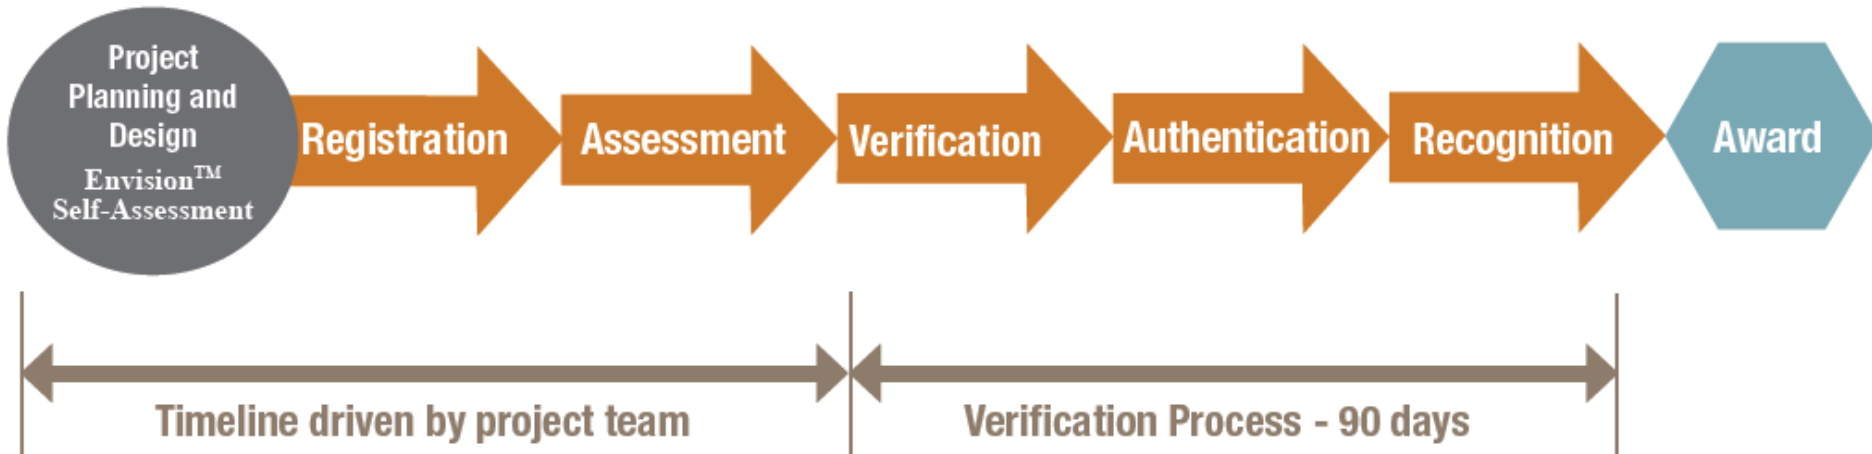 Project
Planning and
Design
Envision™
Self-Assessment
Registration
Assessment
Verification
Authentication
Recognition
Award
Timeline driven by project team
Verification Process - 90 days